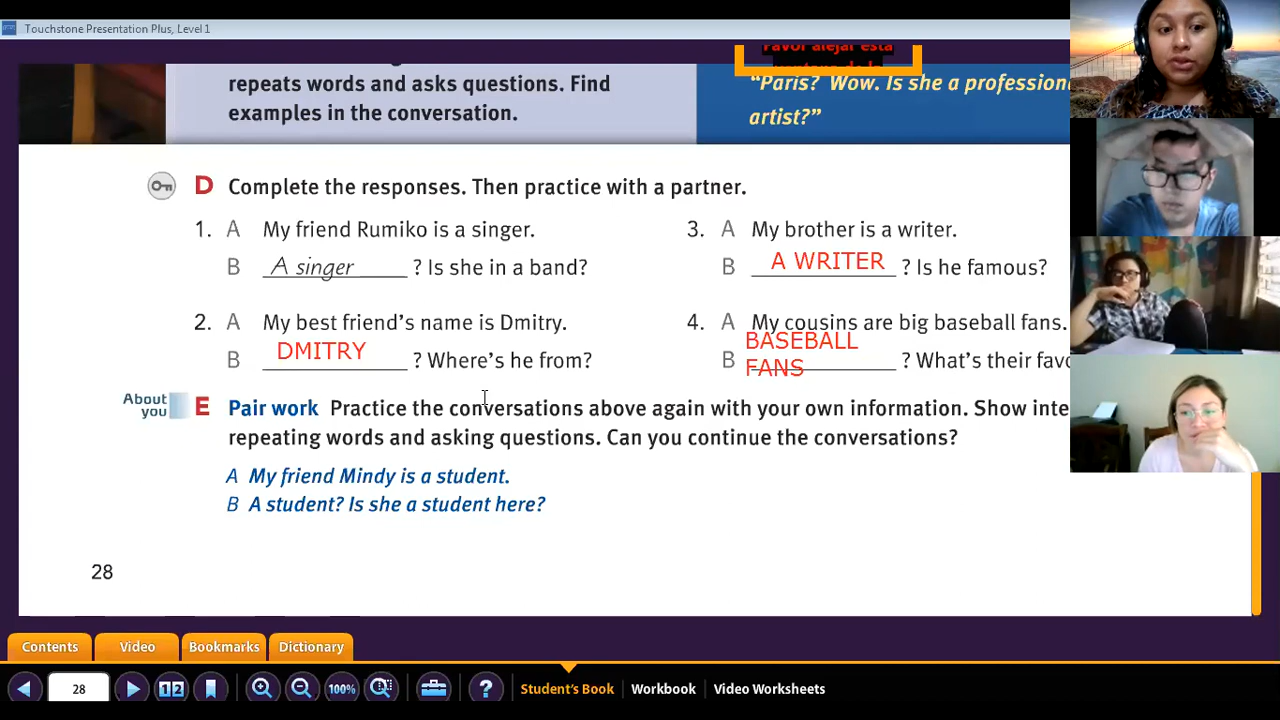 Touchstone Presentation Plus, Level 1
Favor alejar esta
ventana de la
repeats words and asks questions. Find
examples in the conversation.
"Paris? Wow. Is she a professional
artist?"
D Complete the responses. Then practice with a partner.
1. A My friend Rumiko is a singer.
B A singer ? Is she in a band?
2. A My best friend's name is Dmitry.
B DMITRY ? Where's he from?
3. A My brother is a writer.
B A WRITER ? Is he famous?
4. A My cousins are big baseball fans.
B BASEBALL FANS ? What's their
About you
E Pair work Practice the conversations above again with your own information. Show
repeating words and asking questions. Can you continue the conversations?
A My friend Mindy is a student.
B A student? Is she a student here?
28
Contents Video Bookmarks Dictionary
28 1 2 100% ? Student's Book Workbook Video Worksheets